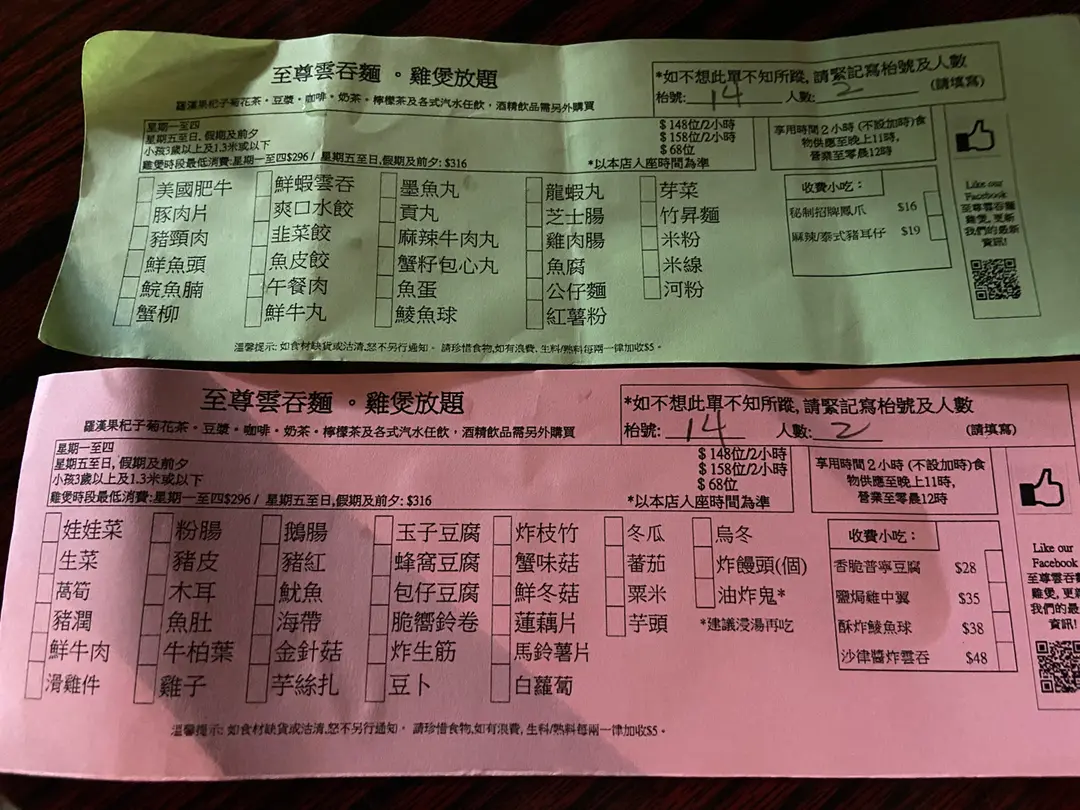 至尊雲吞麵。雞煲放題
羅漢果杞子菊花茶・豆漿・咖啡・奶茶・檸檬茶及各式汽水任飲，酒精飲品需另外購買
*如不想此單不知所蹤，請緊記寫枱號及人數
枱號: 14 人數: 2 (請填寫)
星期一至四 $148位/2小時
星期五至日, 假期及前夕 $158位/2小時
小孩3歲以上及1.3米或以下 $68位
雞煲時段最低消費:星期一至四$296 / 星期五至日,假期及前夕: $316 *以本店入座時間為準
享用時間2小時 (不設加時)食
物供應至晚上11時,
營業至零晨12時
美國肥牛 鮮蝦雲吞 墨魚丸 龍蝦丸 芽菜
豚肉片 爽口水餃 貢丸 芝士腸 竹昇麵
豬頸肉 韭菜餃 麻辣牛肉丸 雞肉腸 米粉
鮮魚頭 魚皮餃 蟹籽包心丸 魚腐 米線
鯇魚腩 午餐肉 魚蛋 公仔麵 河粉
蟹柳 鮮牛丸 鯪魚球 紅薯粉
收費小吃：
秘制招牌鳳爪 $16
麻辣/泰式豬耳仔 $19
Like our
Facebook
至尊雲吞麵
雞煲, 更新
我們的最新
資訊!
溫馨提示: 如食材缺貨或沽清,恕不另行通知。 請珍惜食物,如有浪費, 生料/熟料每兩一律加收$5。
至尊雲吞麵。雞煲放題
羅漢果杞子菊花茶・豆漿・咖啡・奶茶・檸檬茶及各式汽水任飲，酒精飲品需另外購買
*如不想此單不知所蹤, 請緊記寫枱號及人數
枱號: 14 人數: 2 (請填寫)
星期一至四 $148位/2小時
星期五至日, 假期及前夕 $158位/2小時
小孩3歲以上及1.3米或以下 $68位
雞煲時段最低消費:星期一至四$296 / 星期五至日,假期及前夕: $316 *以本店入座時間為準
享用時間2小時 (不設加時)食
物供應至晚上11時,
營業至零晨12時
娃娃菜 粉腸 鵝腸 玉子豆腐 炸枝竹 冬瓜 烏冬
生菜 豬皮 豬紅 蜂窩豆腐 蟹味菇 蕃茄 炸饅頭(個)
萵筍 木耳 魷魚 包仔豆腐 鮮冬菇 粟米 油炸鬼*
豬潤 魚肚 海帶 脆嚮鈴卷 蓮藕片 芋頭 *建議浸湯再吃
鮮牛肉 牛柏葉 金針菇 炸生筋 馬鈴薯片
滑雞件 雞子 芋絲扎 豆卜 白蘿蔔
收費小吃：
香脆普寧豆腐 $28
鹽焗雞中翼 $35
酥炸鯪魚球 $38
沙律醬炸雲吞 $48
Like our
Facebook
至尊雲吞
雞煲, 更新
我們的最
資訊!
溫馨提示: 如食材缺貨或沽清,恕不另行通知。 請珍惜食物,如有浪費, 生料/熟料每兩一律加收$5。